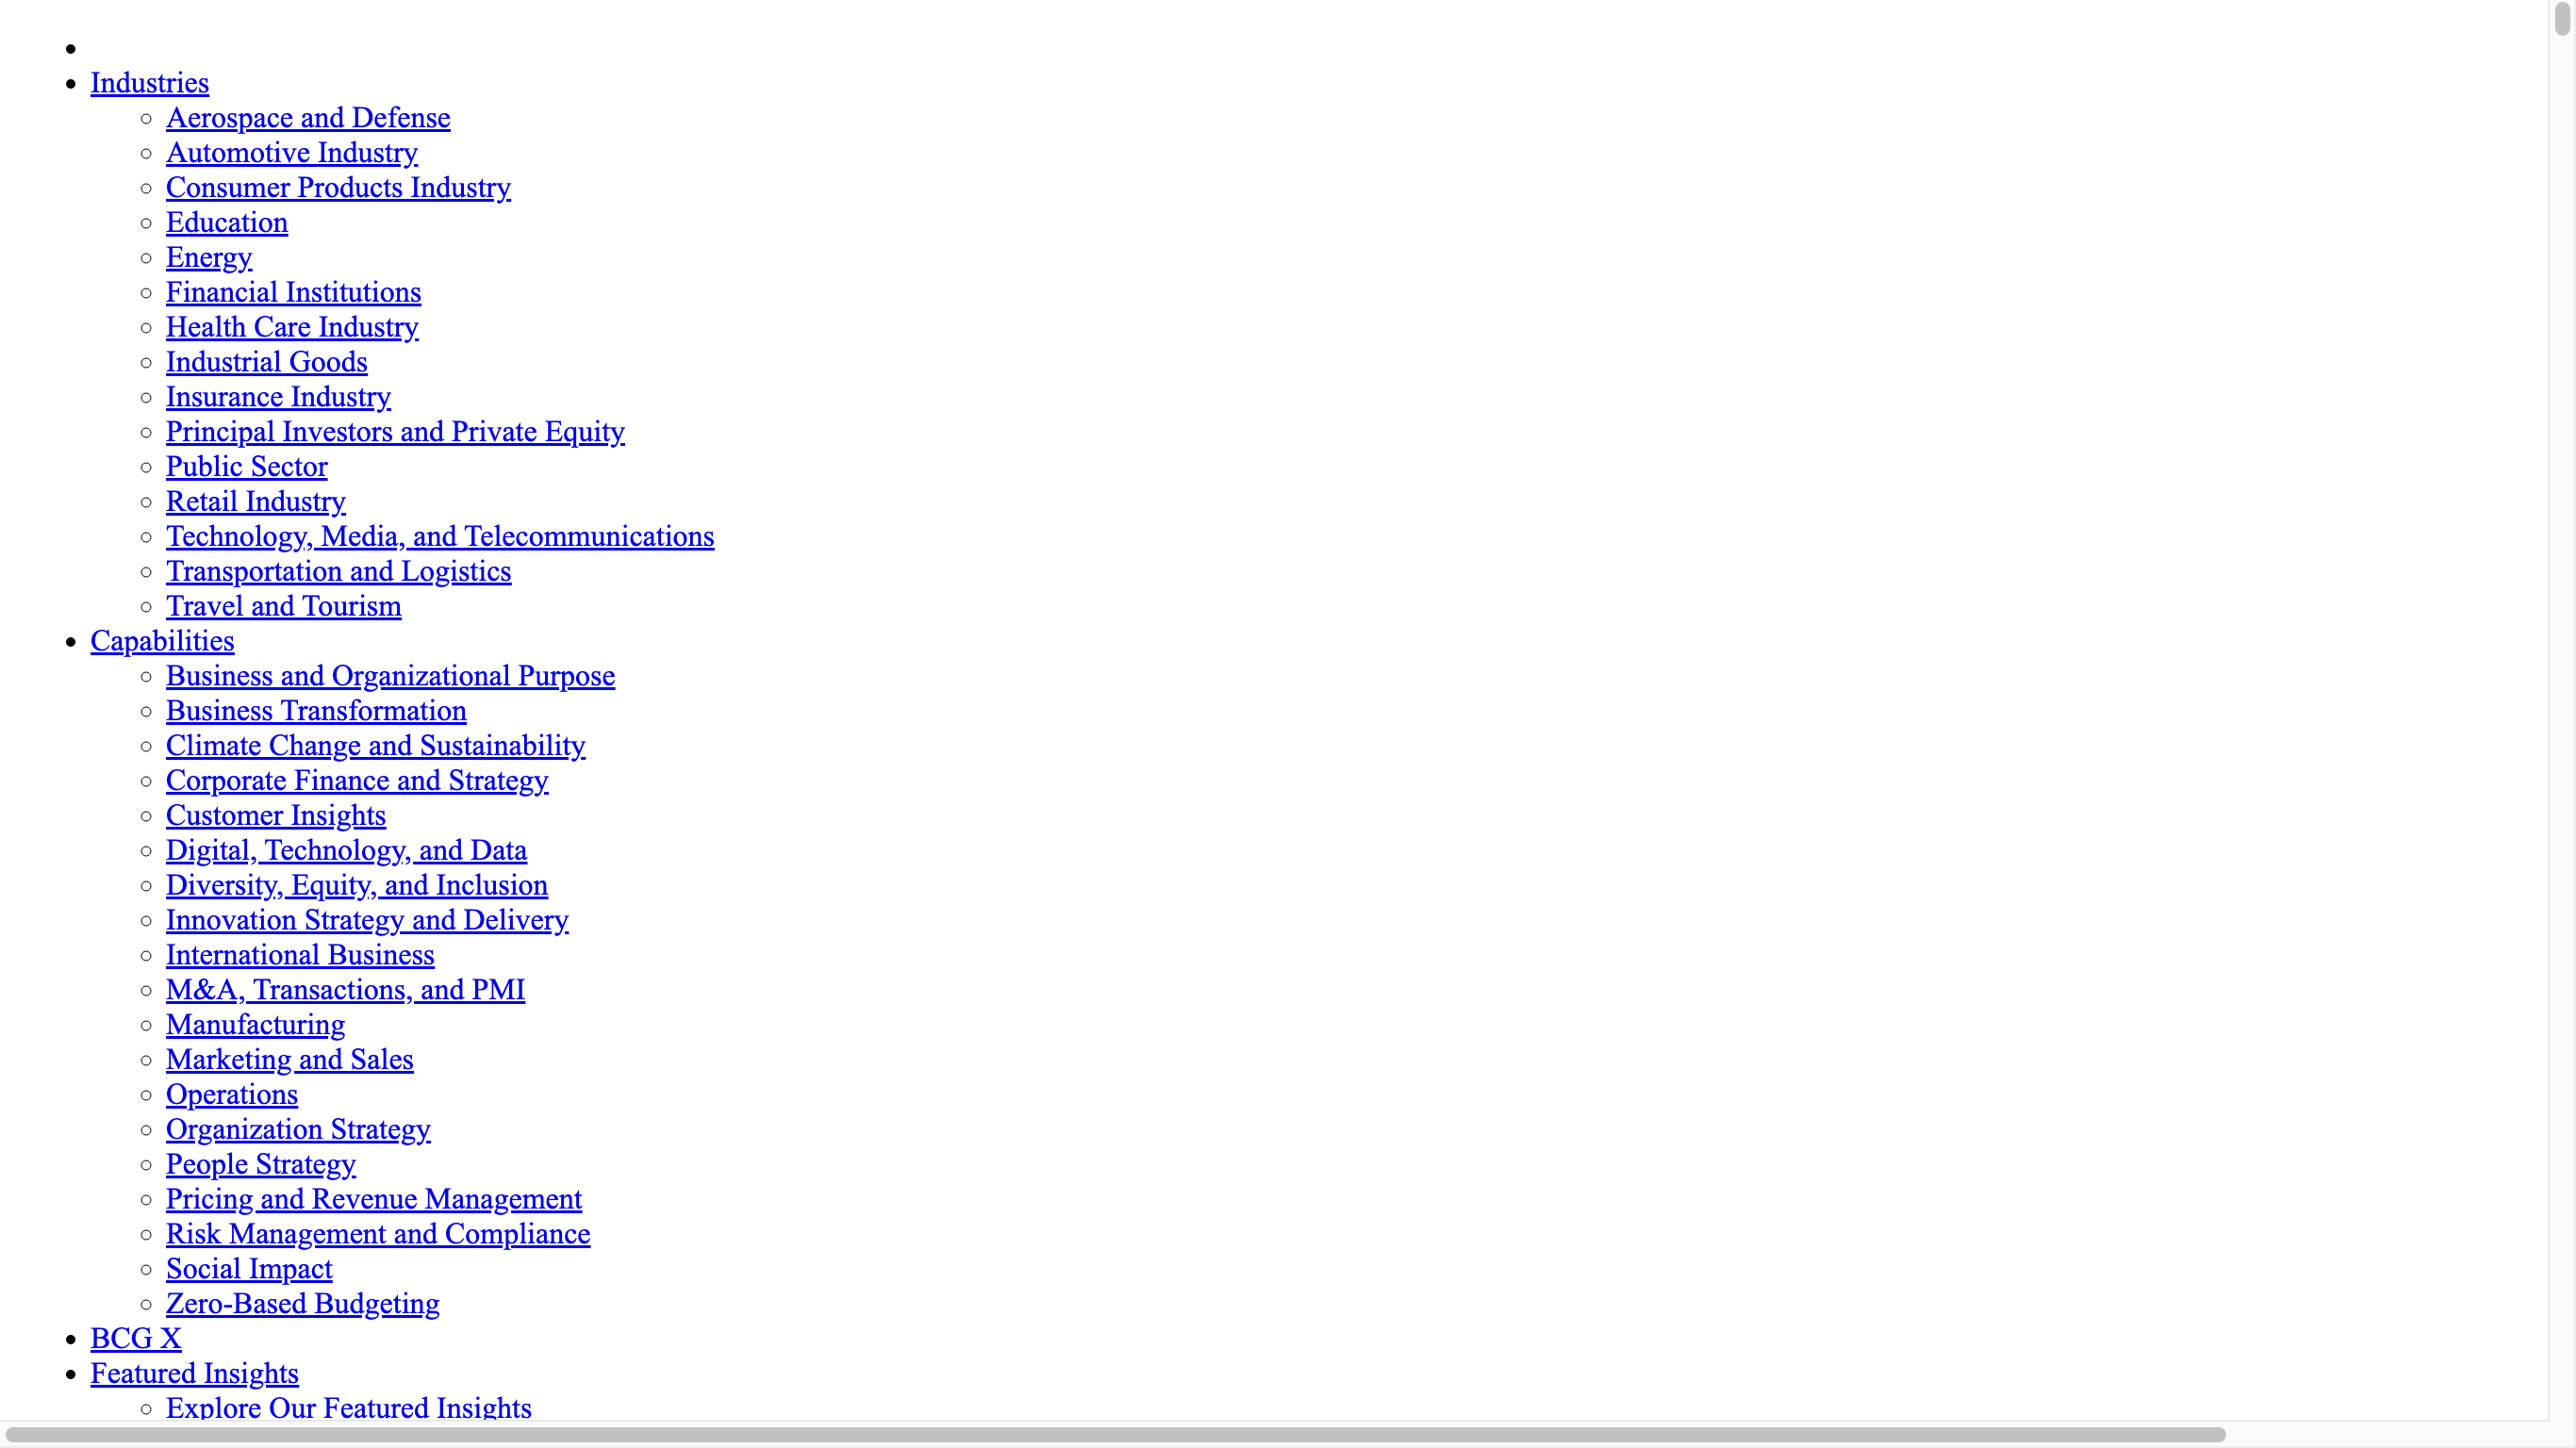 Industries
Aerospace and Defense
Automotive Industry
Consumer Products Industry
Education
Energy
Financial Institutions
Health Care Industry
Industrial Goods
Insurance Industry
Principal Investors and Private Equity
Public Sector
Retail Industry
Technology, Media, and Telecommunications
Transportation and Logistics
Travel and Tourism
Capabilities
Business and Organizational Purpose
Business Transformation
Climate Change and Sustainability
Corporate Finance and Strategy
Customer Insights
Digital, Technology, and Data
Diversity, Equity, and Inclusion
Innovation Strategy and Delivery
International Business
M&A, Transactions, and PMI
Manufacturing
Marketing and Sales
Operations
Organization Strategy
People Strategy
Pricing and Revenue Management
Risk Management and Compliance
Social Impact
Zero-Based Budgeting
BCG X
Featured Insights
Explore Our Featured Insights